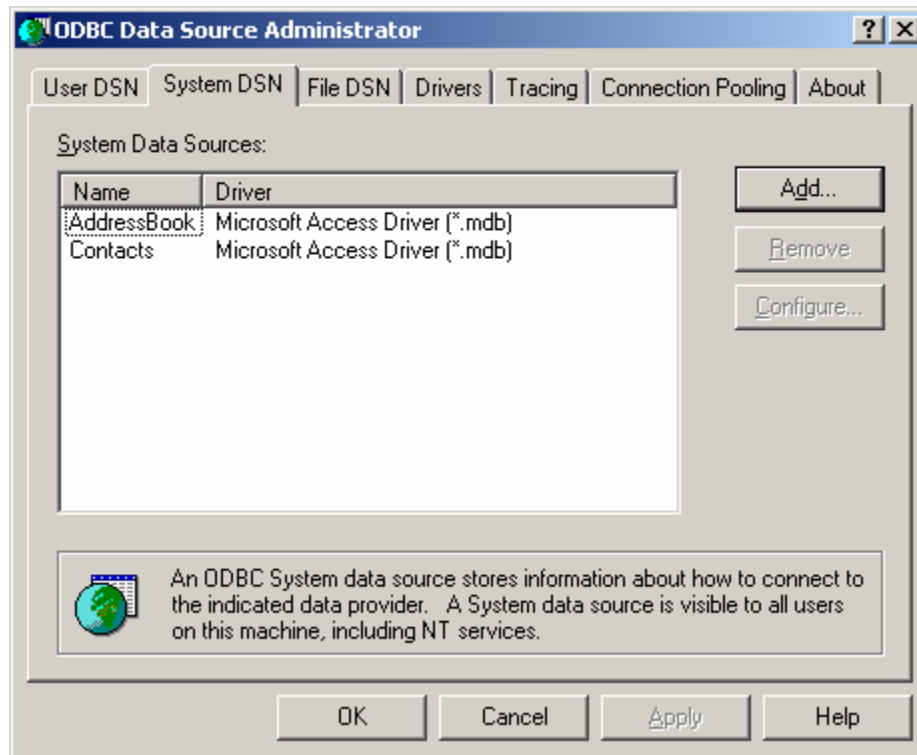 ODBC Data Source Administrator
User DSN System DSN File DSN Drivers Tracing Connection Pooling About
System Data Sources:
Name Driver
AddressBook Microsoft Access Driver (*.mdb)
Contacts Microsoft Access Driver (*.mdb)
Add...
Remove
Configure...
An ODBC System data source stores information about how to connect to
the indicated data provider. A System data source is visible to all users
on this machine, including NT services.
OK Cancel Apply Help